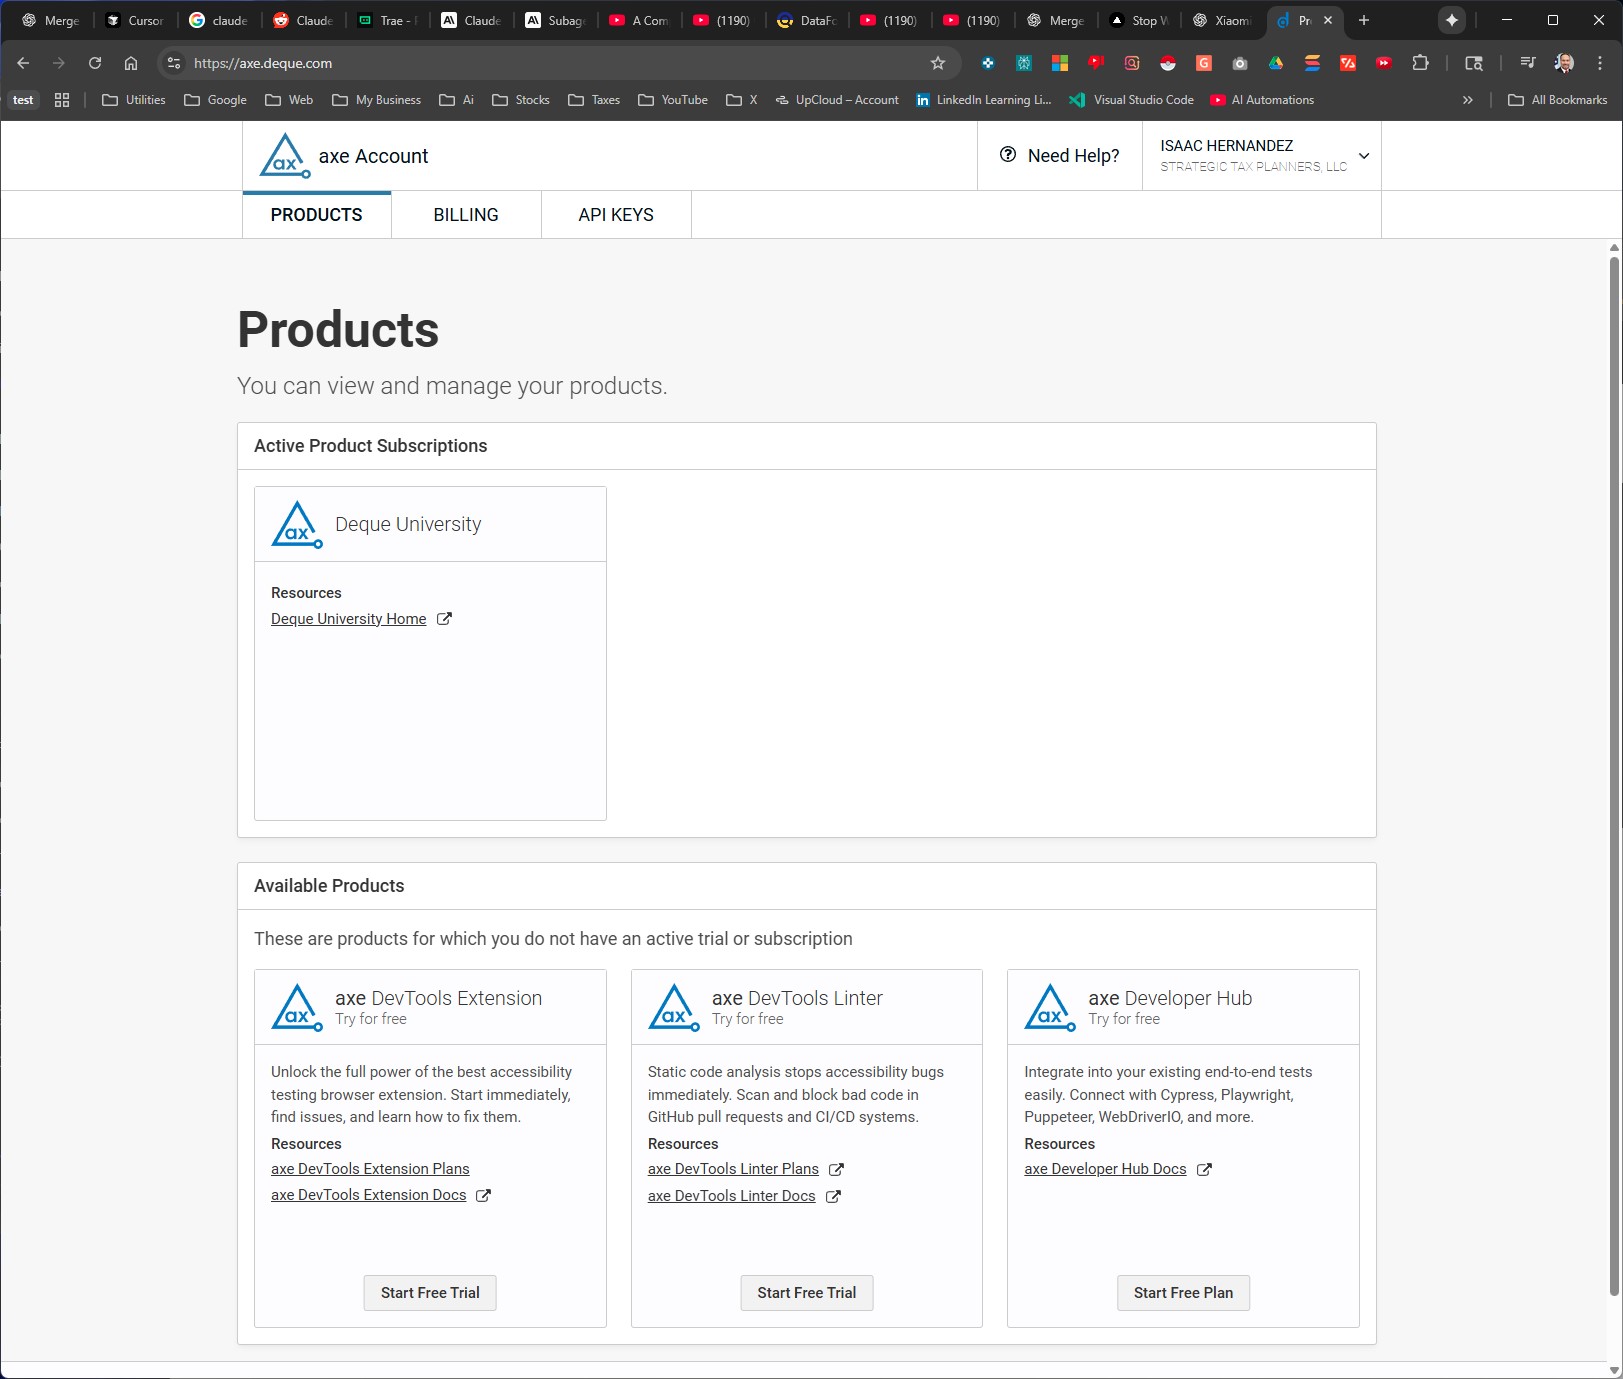 Merge
Cursor
claude
Claude
Trae -
Claude
Subage
A Com
(1190)
DataFo
(1190)
(1190)
Merge
Stop W
Xiaomi
Pr
https://axe.deque.com
test
Utilities
Google
Web
My Business
Ai
Stocks
Taxes
YouTube
X
UpCloud – Account
LinkedIn Learning Li...
Visual Studio Code
AI Automations
All Bookmarks
ax
axe Account
Need Help?
ISAAC HERNANDEZ
STRATEGIC TAX PLANNERS, LLC
PRODUCTS
BILLING
API KEYS
Products
You can view and manage your products.
Active Product Subscriptions
ax
Deque University
Resources
Deque University Home
Available Products
These are products for which you do not have an active trial or subscription
ax
axe DevTools Extension
Try for free
Unlock the full power of the best accessibility
testing browser extension. Start immediately,
find issues, and learn how to fix them.
Resources
axe DevTools Extension Plans
axe DevTools Extension Docs
Start Free Trial
ax
axe DevTools Linter
Try for free
Static code analysis stops accessibility bugs
immediately. Scan and block bad code in
GitHub pull requests and CI/CD systems.
Resources
axe DevTools Linter Plans
axe DevTools Linter Docs
Start Free Trial
ax
axe Developer Hub
Try for free
Integrate into your existing end-to-end tests
easily. Connect with Cypress, Playwright,
Puppeteer, WebDriverIO, and more.
Resources
axe Developer Hub Docs
Start Free Plan